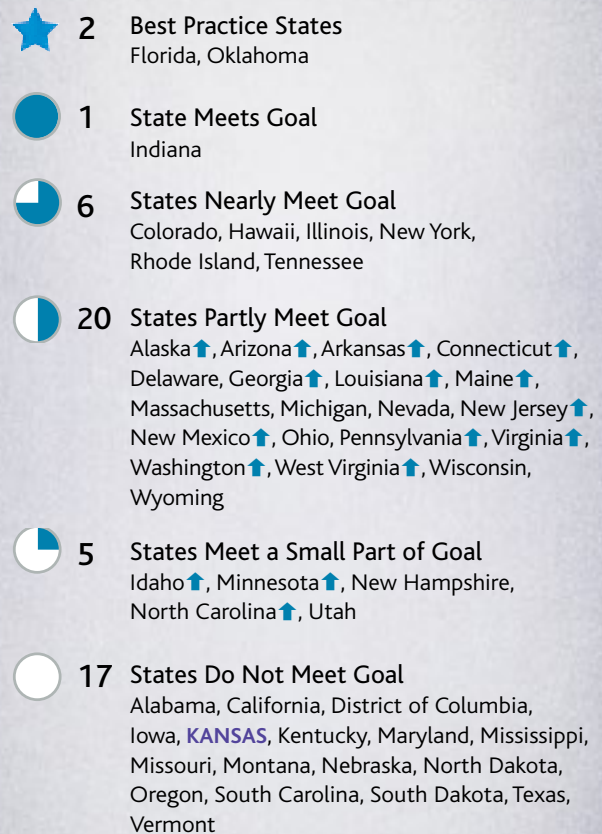 2 Best Practice States
Florida, Oklahoma
1 State Meets Goal
Indiana
6 States Nearly Meet Goal
Colorado, Hawaii, Illinois, New York,
Rhode Island, Tennessee
20 States Partly Meet Goal
Alaska⬆, Arizona⬆, Arkansas⬆, Connecticut⬆,
Delaware, Georgia⬆, Louisiana⬆, Maine⬆,
Massachusetts, Michigan, Nevada, New Jersey⬆,
New Mexico⬆, Ohio, Pennsylvania⬆, Virginia⬆,
Washington⬆, West Virginia⬆, Wisconsin,
Wyoming
5 States Meet a Small Part of Goal
Idaho⬆, Minnesota⬆, New Hampshire,
North Carolina⬆, Utah
17 States Do Not Meet Goal
Alabama, California, District of Columbia,
Iowa, KANSAS, Kentucky, Maryland, Mississippi,
Missouri, Montana, Nebraska, North Dakota,
Oregon, South Carolina, South Dakota, Texas,
Vermont